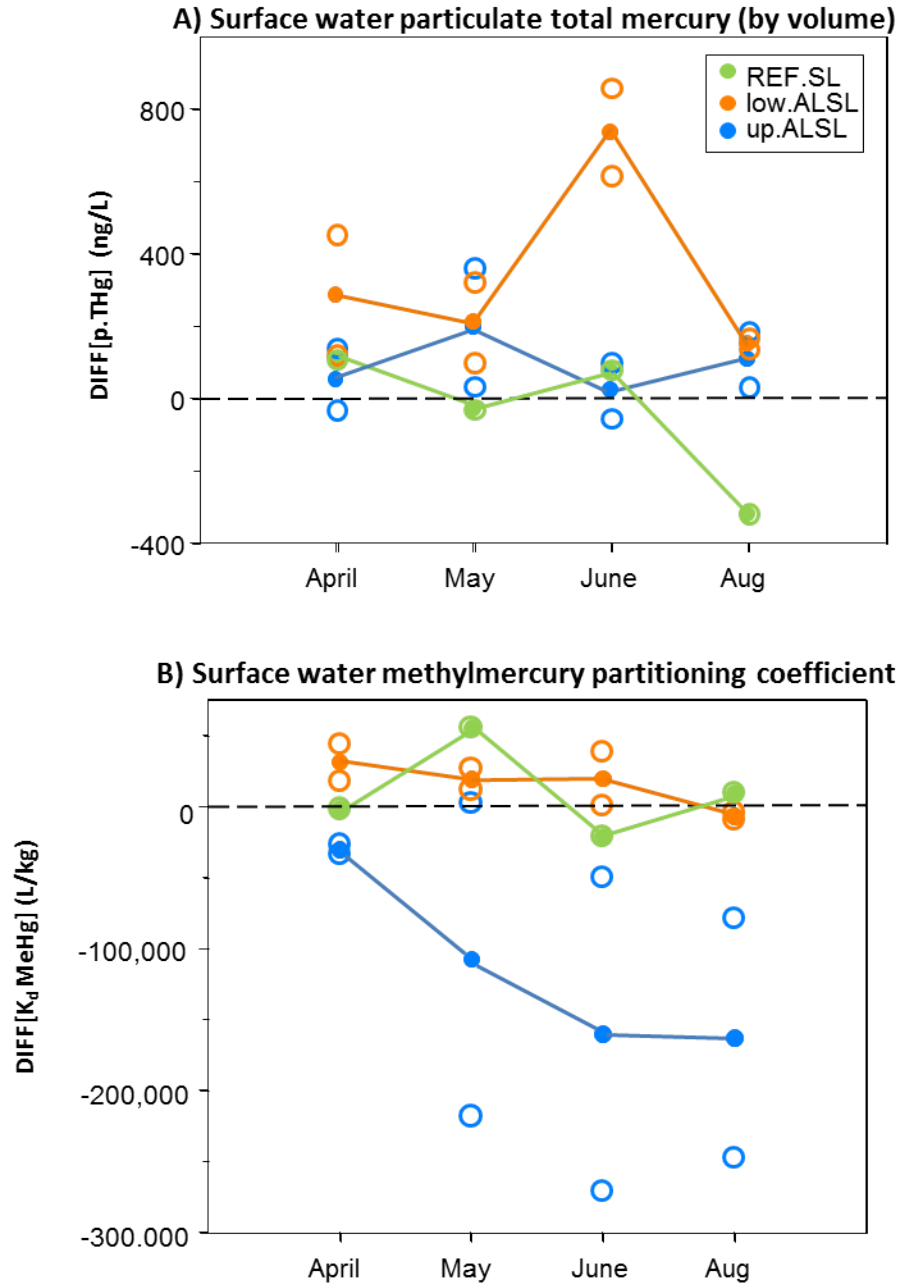 A) Surface water particulate total mercury (by volume)
REF.SL
low.ALSL
up.ALSL
800
400
0
-400
DIFF[p.THg] (ng/L)
April May June Aug
B) Surface water methylmercury partitioning coefficient
0
-100,000
-200,000
-300.000
DIFF[Kd MeHg] (L/kg)
April May June Aug